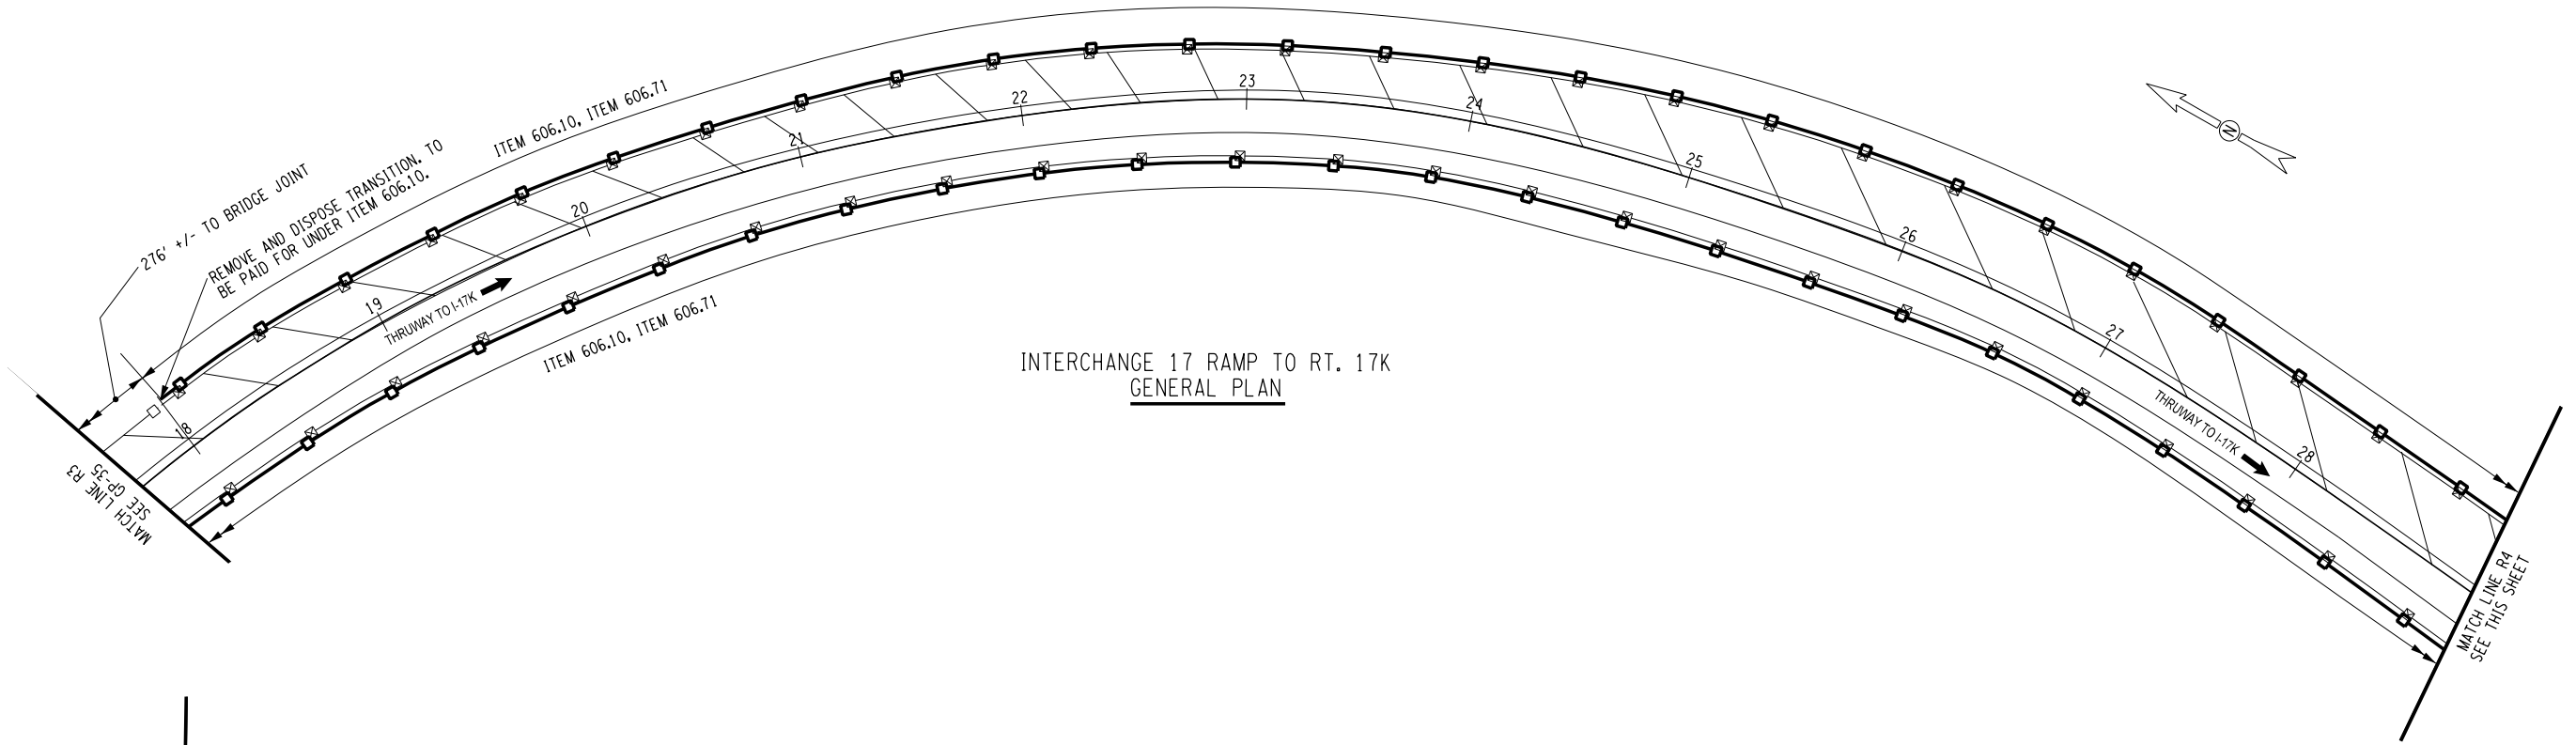 276' +/- TO BRIDGE JOINT
REMOVE AND DISPOSE TRANSITION. TO
BE PAID FOR UNDER ITEM 606.10.
ITEM 606.10, ITEM 606.71
18
19
20
21
22
23
24
25
26
27
28
N
THRUWAY TO I-17K
ITEM 606.10, ITEM 606.71
INTERCHANGE 17 RAMP TO RT. 17K
GENERAL PLAN
THRUWAY TO I-17K
MATCH LINE R3
SEE GP-35
MATCH LINE R4
SEE THIS SHEET